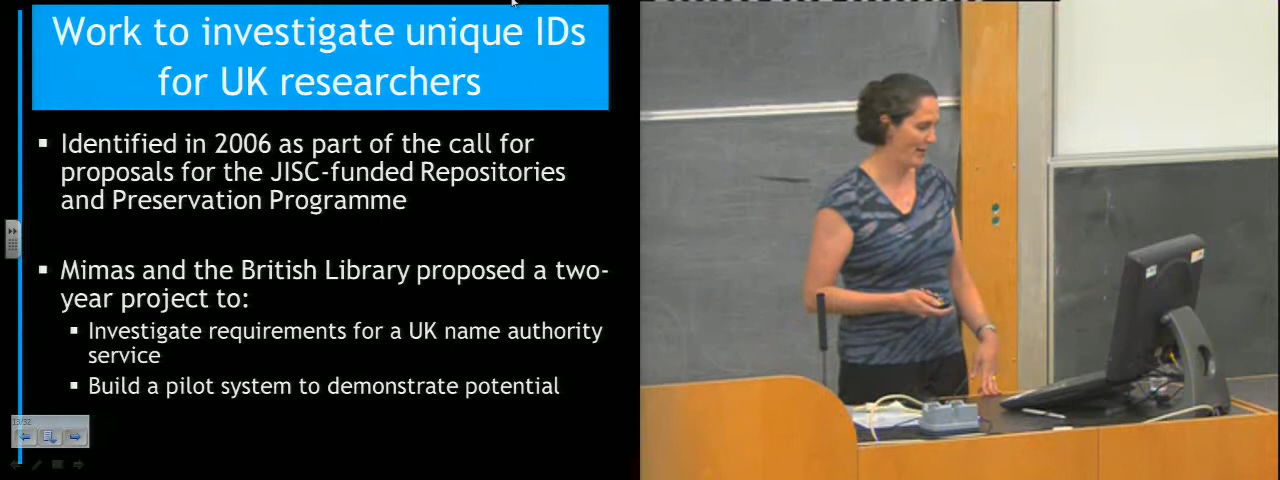 Work to investigate unique IDs
for UK researchers
▪ Identified in 2006 as part of the call for
proposals for the JISC-funded Repositories
and Preservation Programme
▪ Mimas and the British Library proposed a two-
year project to:
▪ Investigate requirements for a UK name authority
service
▪ Build a pilot system to demonstrate potential
13/32